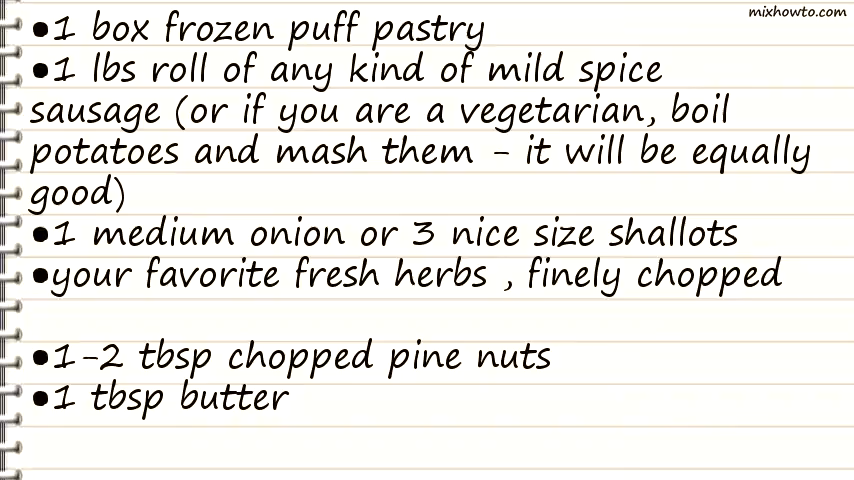 mixhowto.com
•1 box frozen puff pastry
•1 lbs roll of any kind of mild spice
sausage (or if you are a vegetarian, boil
potatoes and mash them - it will be equally
good)
•1 medium onion or 3 nice size shallots
•your favorite fresh herbs , finely chopped
•1-2 tbsp chopped pine nuts
•1 tbsp butter